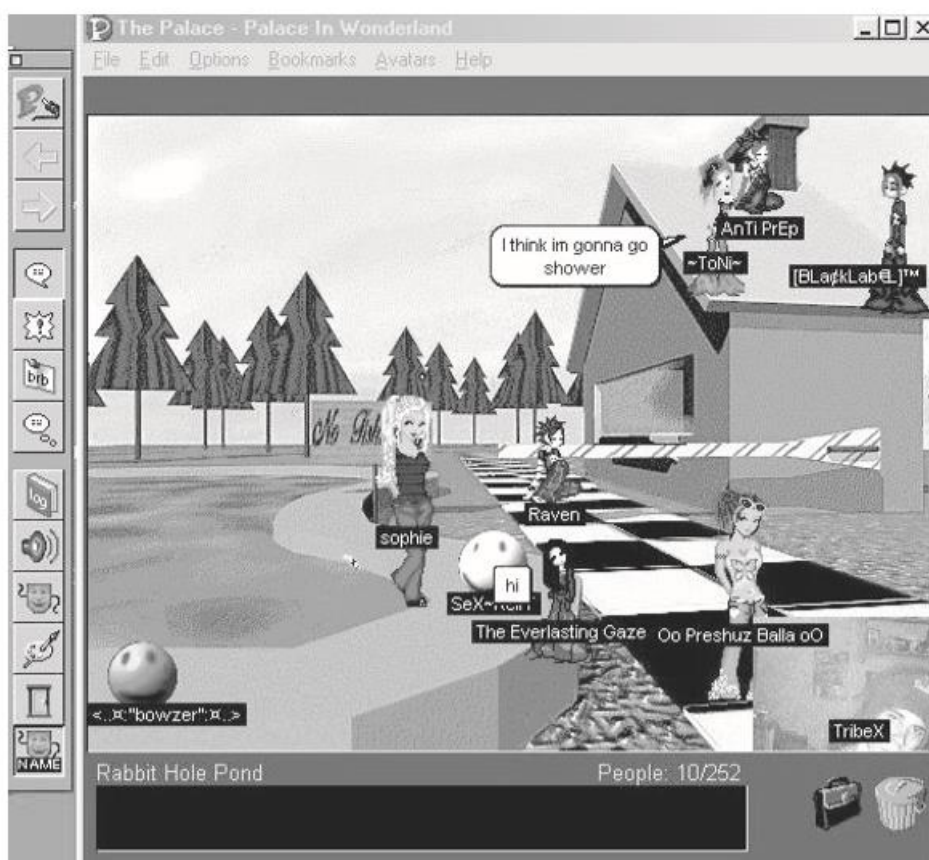 The Palace - Palace In Wonderland
File Edit Options Bookmarks Avatars Help
AnTi PrEp
I think im gonna go
shower
~ToNi~
[BLa¢kLab€L]™
brb
No
log
Raven
sophie
hi
The Everlasting Gaze
Oo Preshuz Balla oO
<..¤:"bowzer":¤..>
TribeX
NAME
Rabbit Hole Pond
People: 10/252